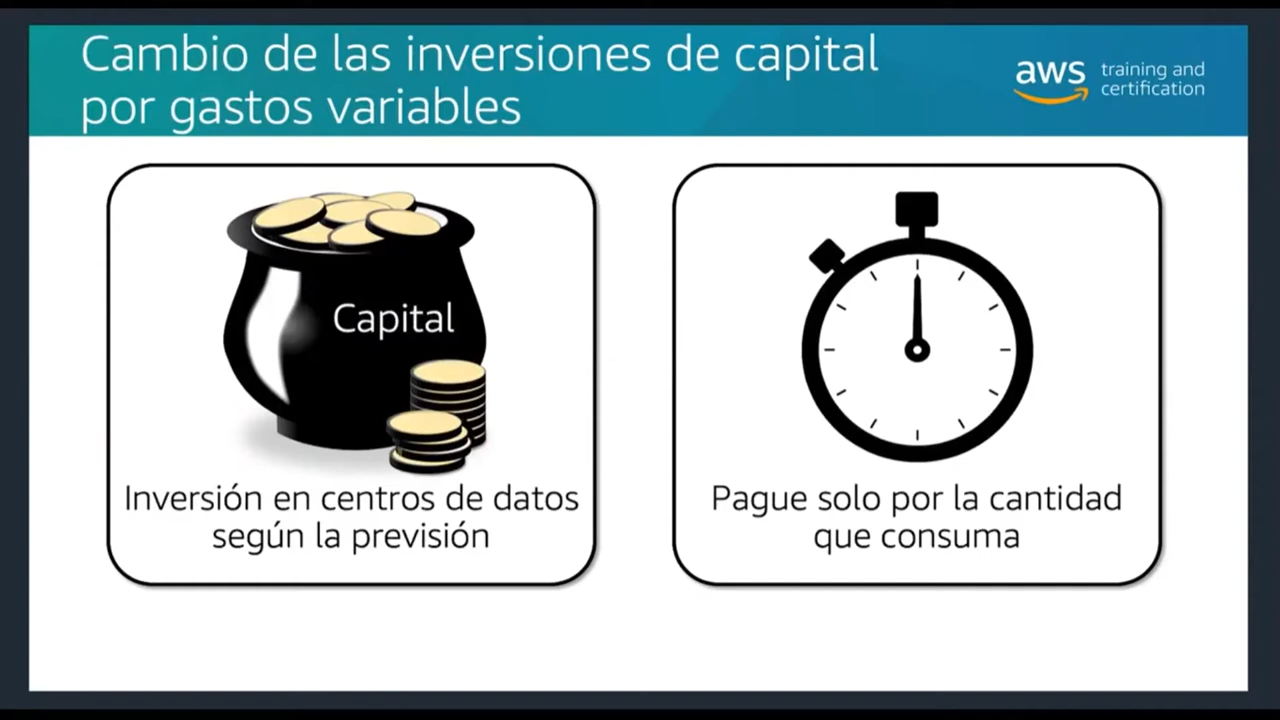 Cambio de las inversiones de capital
por gastos variables
aws
training and
certification
Capital
Inversión en centros de datos
según la previsión
Pague solo por la cantidad
que consuma